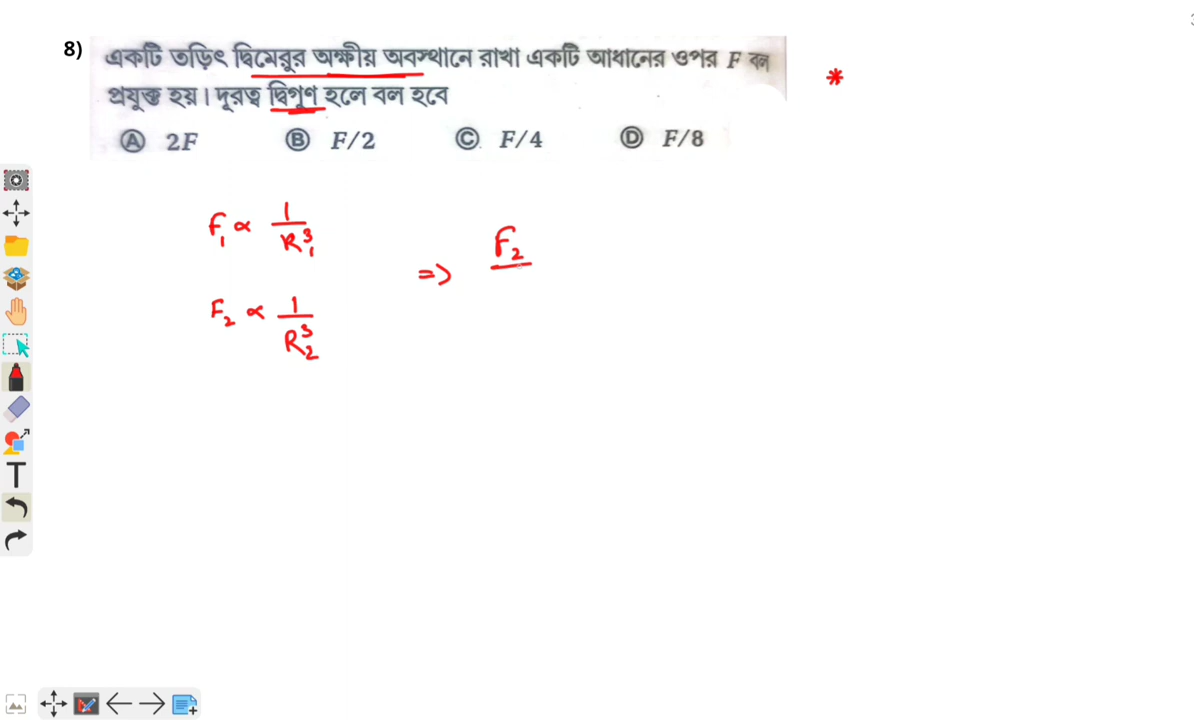 8) একটি তড়িৎ দ্বিমেরুর অক্ষীয় অবস্থানে রাখা একটি আধানের ওপর F বল
প্রযুক্ত হয়। দূরত্ব দ্বিগুণ হলে বল হবে
Ⓐ 2F Ⓑ F/2 Ⓒ F/4 Ⓓ F/8
*
F₁ ∝ 1/R₁³
F₂ ∝ 1/R₂³
=> F₂
T